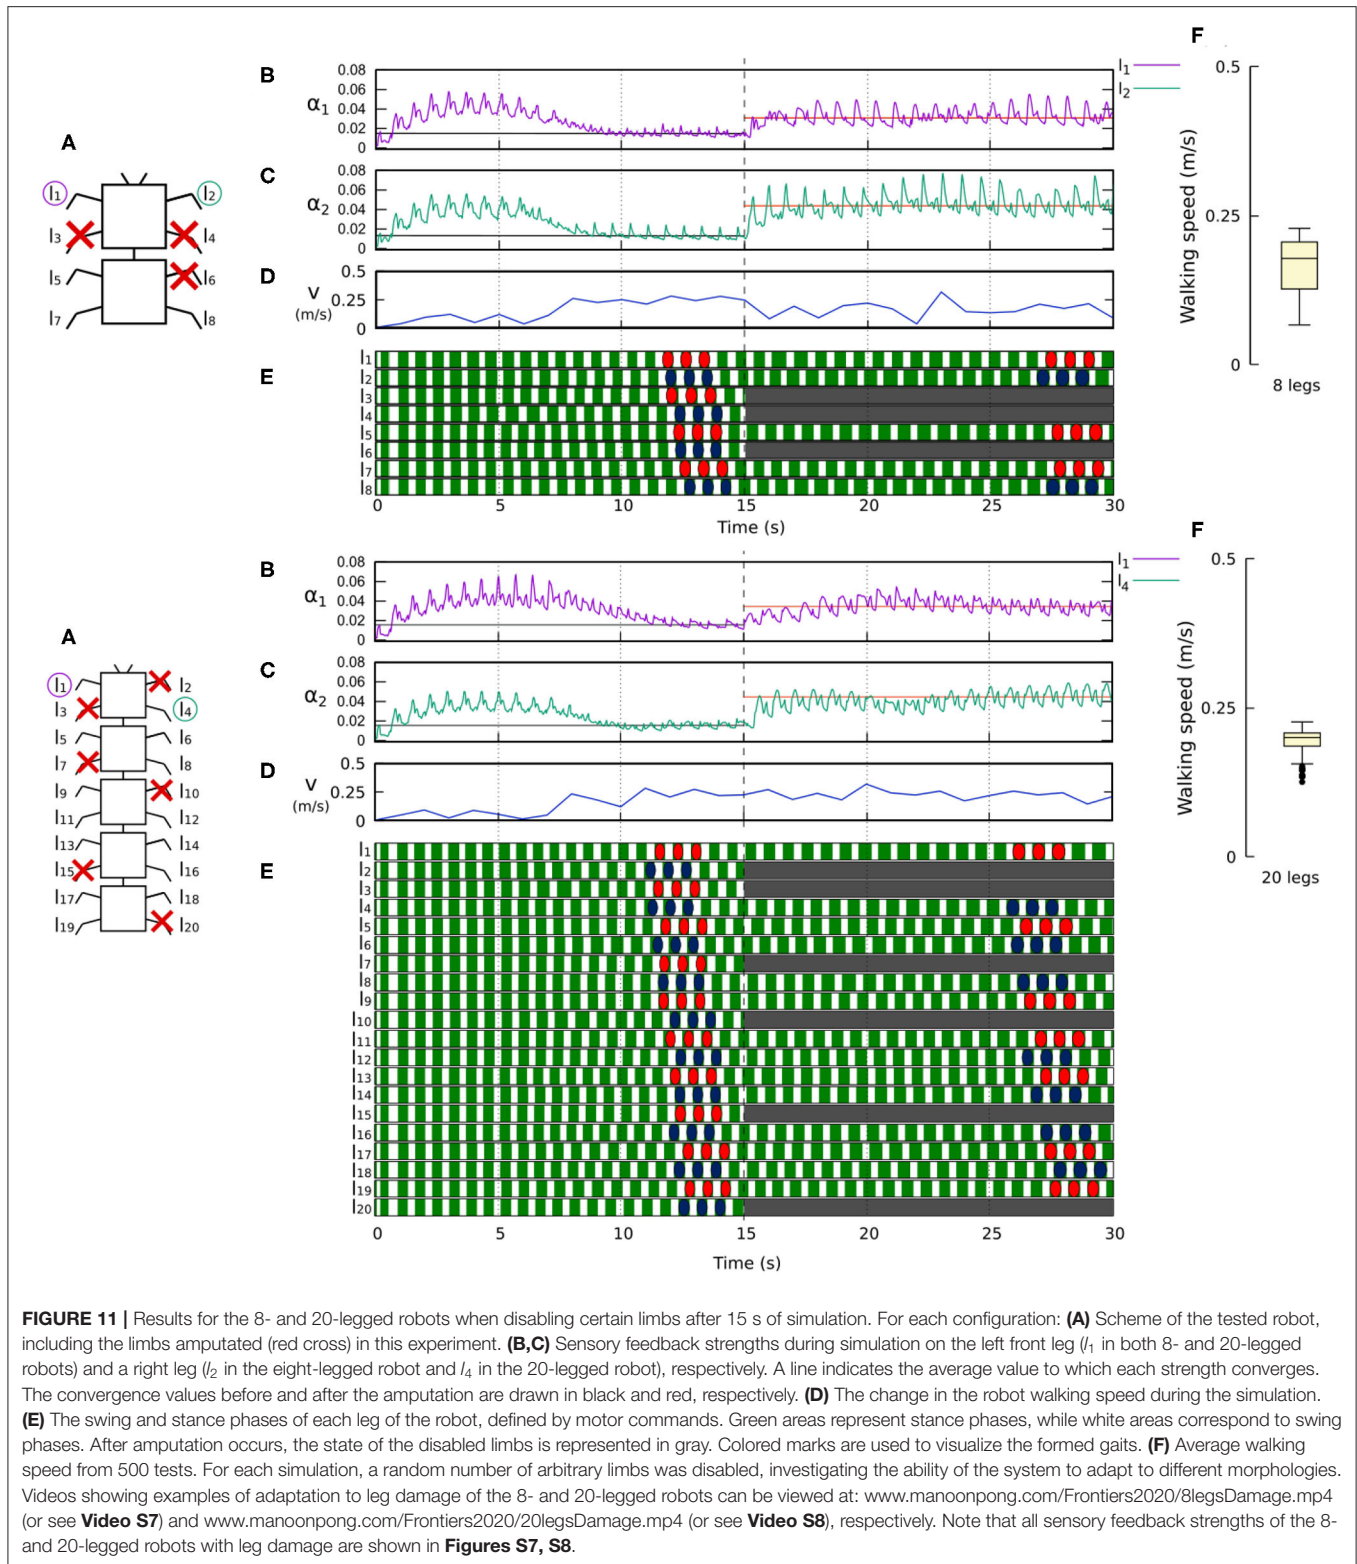 A
l1
l2
l3
l4
l5
l6
l7
l8
B
α1
0.08
0.06
0.04
0.02
0
l1
l2
C
α2
0.08
0.06
0.04
0.02
0
D
V
(m/s)
0.5
0.25
0
E
l1
l2
l3
l4
l5
l6
l7
l8
0 5 10 15 20 25 30
Time (s)
F
Walking speed (m/s)
0.5
0.25
0
8 legs
A
l1 l2
l3 l4
l5 l6
l7 l8
l9 l10
l11 l12
l13 l14
l15 l16
l17 l18
l19 l20
B
α1
0.08
0.06
0.04
0.02
0
l1
l4
C
α2
0.08
0.06
0.04
0.02
0
D
V
(m/s)
0.5
0.25
0
E
l1
l2
l3
l4
l5
l6
l7
l8
l9
l10
l11
l12
l13
l14
l15
l16
l17
l18
l19
l20
0 5 10 15 20 25 30
Time (s)
F
Walking speed (m/s)
0.5
0.25
0
20 legs
FIGURE 11 | Results for the 8- and 20-legged robots when disabling certain limbs after 15 s of simulation. For each configuration: (A) Scheme of the tested robot,
including the limbs amputated (red cross) in this experiment. (B,C) Sensory feedback strengths during simulation on the left front leg (l1 in both 8- and 20-legged
robots) and a right leg (l2 in the eight-legged robot and l4 in the 20-legged robot), respectively. A line indicates the average value to which each strength converges.
The convergence values before and after the amputation are drawn in black and red, respectively. (D) The change in the robot walking speed during the simulation.
(E) The swing and stance phases of each leg of the robot, defined by motor commands. Green areas represent stance phases, while white areas correspond to swing
phases. After amputation occurs, the state of the disabled limbs is represented in gray. Colored marks are used to visualize the formed gaits. (F) Average walking
speed from 500 tests. For each simulation, a random number of arbitrary limbs was disabled, investigating the ability of the system to adapt to different morphologies.
Videos showing examples of adaptation to leg damage of the 8- and 20-legged robots can be viewed at: www.manoonpong.com/Frontiers2020/8legsDamage.mp4
(or see Video S7) and www.manoonpong.com/Frontiers2020/20legsDamage.mp4 (or see Video S8), respectively. Note that all sensory feedback strengths of the 8-
and 20-legged robots with leg damage are shown in Figures S7, S8.